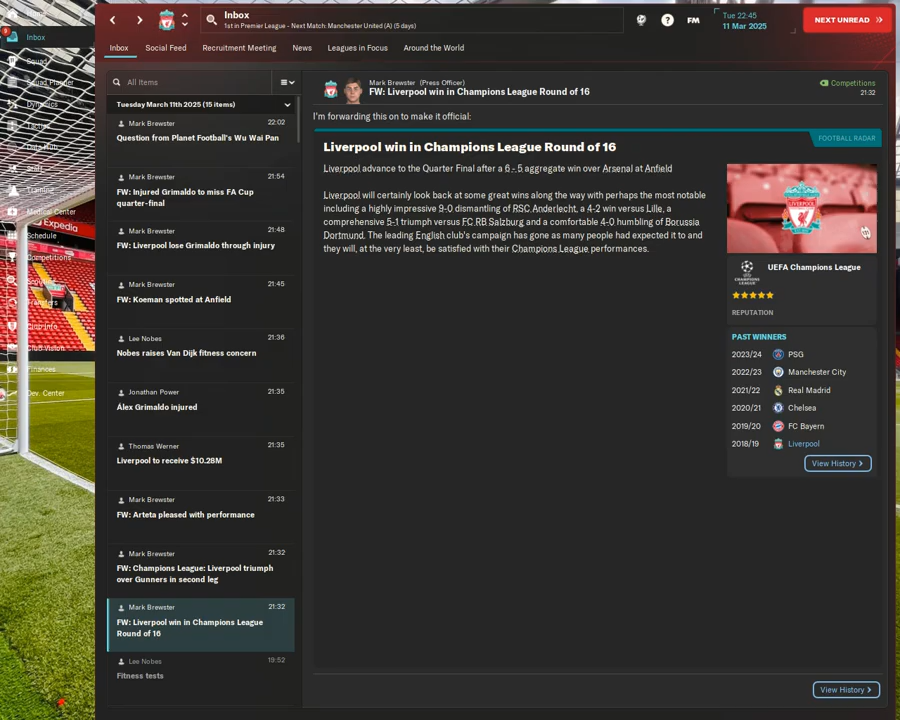 Inbox
1st in Premier League - Next Match: Manchester United (A) (5 days)
?
FM
Tue 22:45
11 Mar 2025
NEXT UNREAD
Inbox
Social Feed
Recruitment Meeting
News
Leagues in Focus
Around the World
Inbox
Squad
Squad Planner
Dynamics
Tactics
Data Hub
Staff
Training
Medical Center
Schedule
Competitions
Scouting
Transfers
Club Info
Club Vision
Finances
Dev. Center
Expedia
All Items
Tuesday March 11th 2025 (15 items)
Mark Brewster 22:02
Question from Planet Football's Wu Wai Pan
Mark Brewster 21:54
FW: Injured Grimaldo to miss FA Cup
quarter-final
Mark Brewster 21:48
FW: Liverpool lose Grimaldo through injury
Mark Brewster 21:45
FW: Koeman spotted at Anfield
Lee Nobes 21:36
Nobes raises Van Dijk fitness concern
Jonathan Power 21:35
Álex Grimaldo injured
Thomas Werner 21:35
Liverpool to receive $10.28M
Mark Brewster 21:33
FW: Arteta pleased with performance
Mark Brewster 21:32
FW: Champions League: Liverpool triumph
over Gunners in second leg
Mark Brewster 21:32
FW: Liverpool win in Champions League
Round of 16
Lee Nobes 19:52
Fitness tests
Mark Brewster (Press Officer)
FW: Liverpool win in Champions League Round of 16
Competitions
21:32
I'm forwarding this on to make it official:
FOOTBALL RADAR
Liverpool win in Champions League Round of 16
Liverpool advance to the Quarter Final after a 6 - 5 aggregate win over Arsenal at Anfield
Liverpool will certainly look back at some great wins along the way with perhaps the most notable
including a highly impressive 9-0 dismantling of RSC Anderlecht, a 4-2 win versus Lille, a
comprehensive 5-1 triumph versus FC RB Salzburg and a comfortable 4-0 humbling of Borussia
Dortmund. The leading English club's campaign has gone as many people had expected it to and
they will, at the very least, be satisfied with their Champions League performances.
UEFA Champions League
REPUTATION
PAST WINNERS
2023/24 PSG
2022/23 Manchester City
2021/22 Real Madrid
2020/21 Chelsea
2019/20 FC Bayern
2018/19 Liverpool
View History
View History